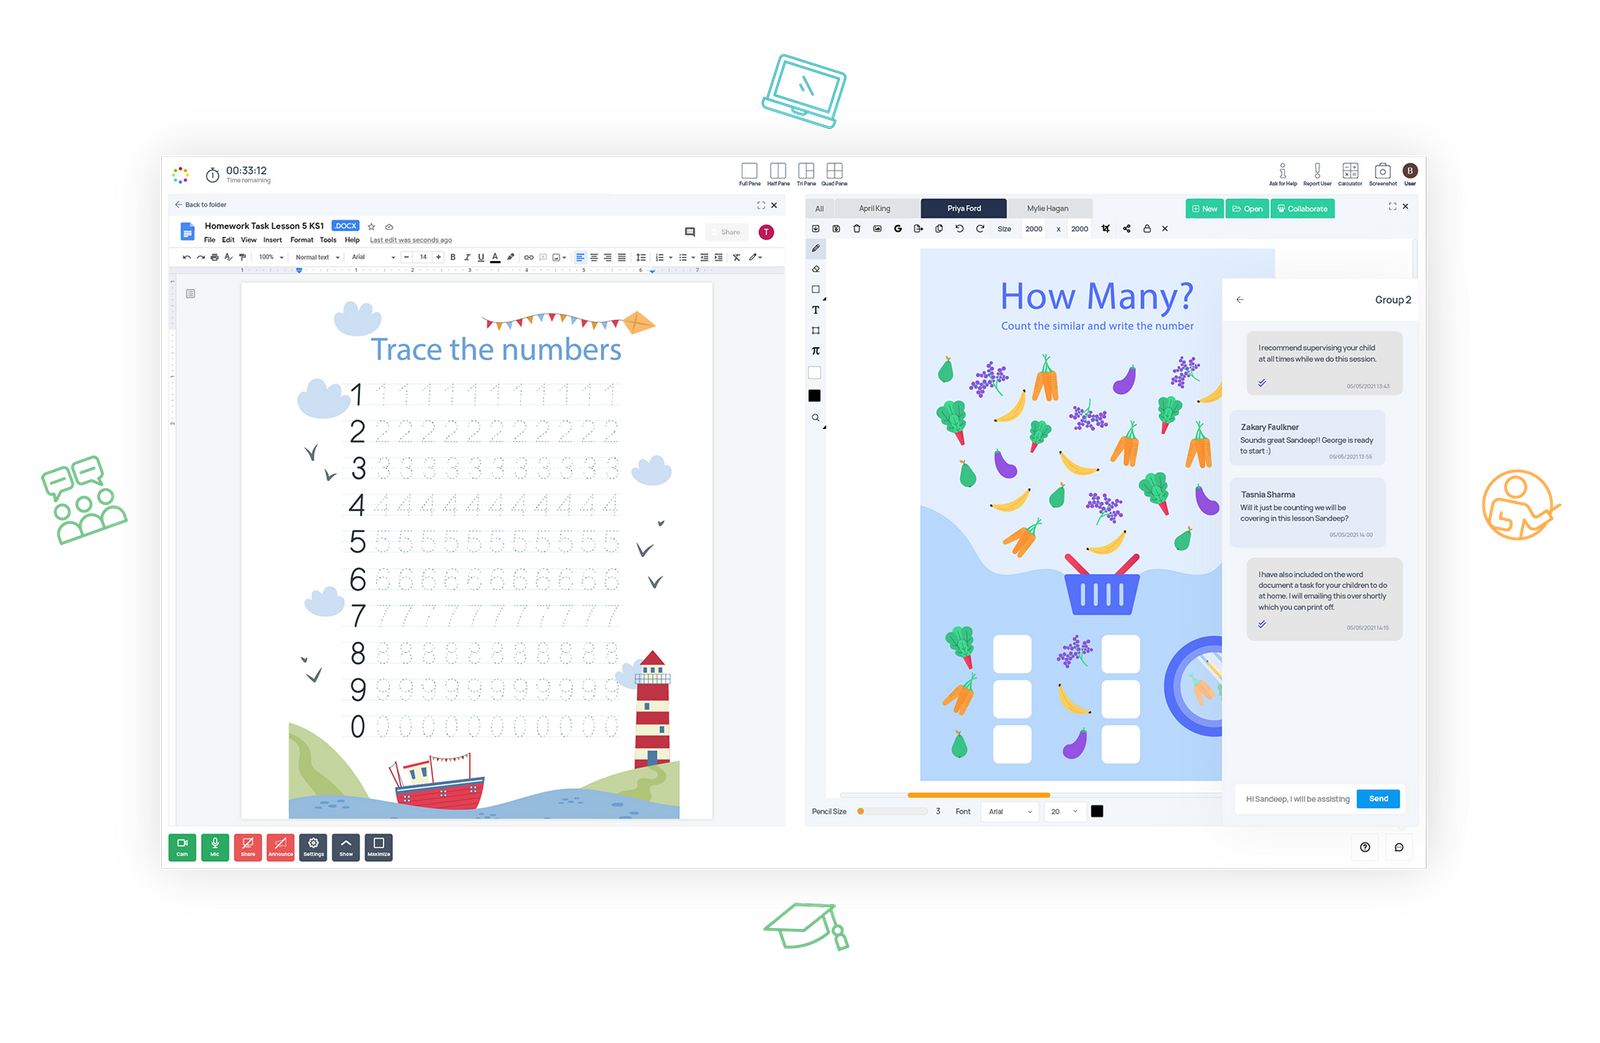 00:33:12
Time remaining
Full Pane
Half Pane
Tri Pane
Quad Pane
Ask for Help
Report User
Calculator
Screenshot
B
User
Back to folder
Homework Task Lesson 5 KS1
.DOCX
File Edit View Insert Format Tools Help Last edit was seconds ago
Share
T
100% Normal text Arial 14 B I U A
1 1 2 3 4 5 6 7
Trace the numbers
1 1 1 1 1 1 1 1 1 1 1 1
2 2 2 2 2 2 2 2 2 2 2 2
3 3 3 3 3 3 3 3 3 3 3 3
4 4 4 4 4 4 4 4 4 4 4 4
5 5 5 5 5 5 5 5 5 5 5 5
6 6 6 6 6 6 6 6 6 6 6 6
7 7 7 7 7 7 7 7 7 7 7 7
8 8 8 8 8 8 8 8 8 8 8 8
9 9 9 9 9 9 9 9 9 9 9 9
0 0 0 0 0 0 0 0 0 0 0 0
All
April King
Priya Ford
Mylie Hagan
New
Open
Collaborate
Size 2000 x 2000
T
π
How Many?
Count the similar and write the number
Group 2
I recommend supervising your child
at all times while we do this session.
05/05/2021 13:43
Zakary Faulkner
Sounds great Sandeep!! George is ready
to start :)
05/05/2021 13:55
Tasnia Sharma
Will it just be counting we will be
covering in this lesson Sandeep?
05/05/2021 14:00
I have also included on the word
document a task for your children to do
at home. I will emailing this over shortly
which you can print off.
05/05/2021 14:15
Hi Sandeep, I will be assisting
Send
Pencil Size 3 Font Arial 20
Cam
Mic
Share
Announce
Settings
Show
Maximize